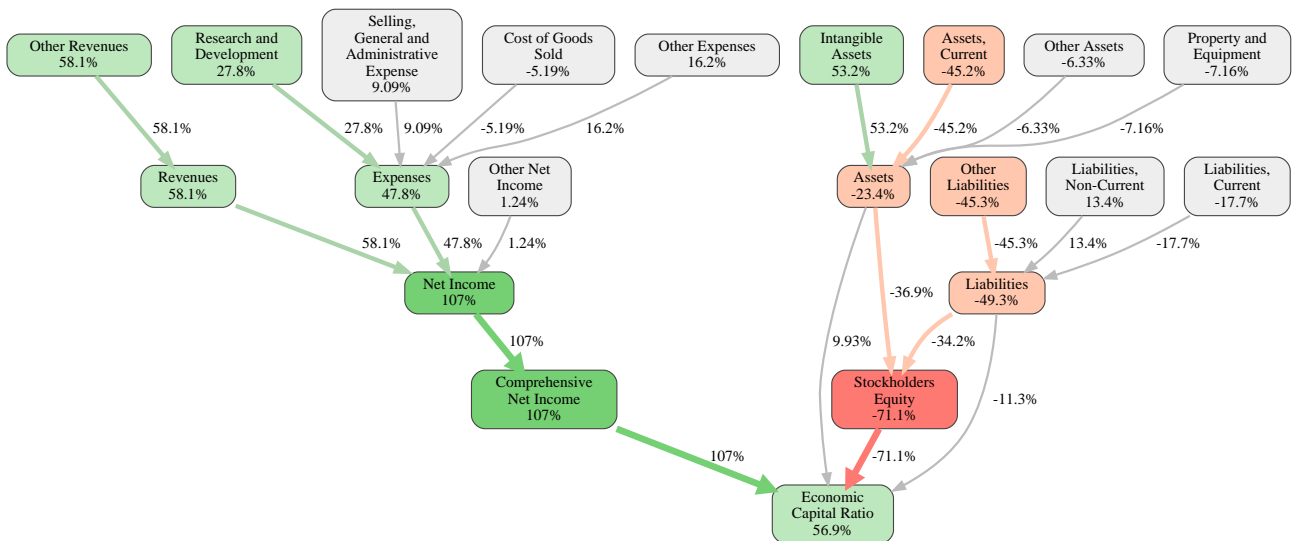 Other Revenues
58.1%
Research and
Development
27.8%
Selling,
General and
Administrative
Expense
9.09%
Cost of Goods
Sold
-5.19%
Other Expenses
16.2%
Intangible
Assets
53.2%
Assets,
Current
-45.2%
Other Assets
-6.33%
Property and
Equipment
-7.16%
58.1%
27.8%
9.09%
-5.19%
16.2%
53.2%
-45.2%
-6.33%
-7.16%
Revenues
58.1%
Expenses
47.8%
Other Net
Income
1.24%
Assets
-23.4%
Other
Liabilities
-45.3%
Liabilities,
Non-Current
13.4%
Liabilities,
Current
-17.7%
58.1%
47.8%
1.24%
-45.3%
13.4%
-17.7%
Net Income
107%
-36.9%
Liabilities
-49.3%
107%
9.93%
-34.2%
Comprehensive
Net Income
107%
Stockholders
Equity
-71.1%
-11.3%
107%
-71.1%
Economic
Capital Ratio
56.9%